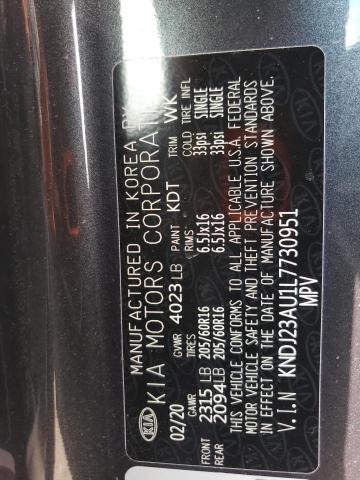 MANUFACTURED IN KOREA BY
KIA KIA MOTORS CORPORATION
02/20 GVWR 4023 LB PAINT KDT TRIM WK
GAWR RIMS COLD TIRE INFL
FRONT 2315 LB 205/60R16 6.5Jx16 33psi SINGLE
REAR 2094 LB 205/60R16 6.5Jx16 33psi SINGLE
THIS VEHICLE CONFORMS TO ALL APPLICABLE U.S.A. FEDERAL
MOTOR VEHICLE SAFETY AND THEFT PREVENTION STANDARDS
IN EFFECT ON THE DATE OF MANUFACTURE SHOWN ABOVE.
V.I.N KNDJ23AU1L7730951
MPV